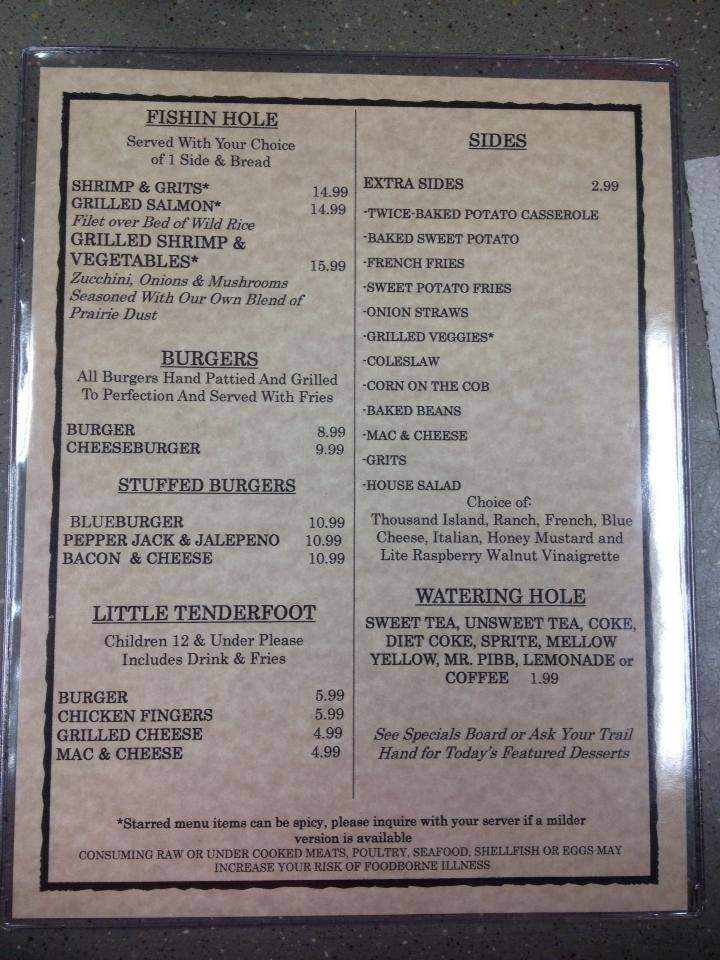 FISHIN HOLE
Served With Your Choice
of 1 Side & Bread
SHRIMP & GRITS* 14.99
GRILLED SALMON* 14.99
Filet over Bed of Wild Rice
GRILLED SHRIMP &
VEGETABLES* 15.99
Zucchini, Onions & Mushrooms
Seasoned With Our Own Blend of
Prairie Dust
BURGERS
All Burgers Hand Pattied And Grilled
To Perfection And Served With Fries
BURGER 8.99
CHEESEBURGER 9.99
STUFFED BURGERS
BLUEBURGER 10.99
PEPPER JACK & JALEPENO 10.99
BACON & CHEESE 10.99
LITTLE TENDERFOOT
Children 12 & Under Please
Includes Drink & Fries
BURGER 5.99
CHICKEN FINGERS 5.99
GRILLED CHEESE 4.99
MAC & CHEESE 4.99
SIDES
EXTRA SIDES 2.99
-TWICE-BAKED POTATO CASSEROLE
-BAKED SWEET POTATO
-FRENCH FRIES
-SWEET POTATO FRIES
-ONION STRAWS
-GRILLED VEGGIES*
-COLESLAW
-CORN ON THE COB
-BAKED BEANS
-MAC & CHEESE
-GRITS
-HOUSE SALAD
Choice of:
Thousand Island, Ranch, French, Blue
Cheese, Italian, Honey Mustard and
Lite Raspberry Walnut Vinaigrette
WATERING HOLE
SWEET TEA, UNSWEET TEA, COKE,
DIET COKE, SPRITE, MELLOW
YELLOW, MR. PIBB, LEMONADE or
COFFEE 1.99
See Specials Board or Ask Your Trail
Hand for Today's Featured Desserts
*Starred menu items can be spicy, please inquire with your server if a milder
version is available
CONSUMING RAW OR UNDER COOKED MEATS, POULTRY, SEAFOOD, SHELLFISH OR EGGS MAY
INCREASE YOUR RISK OF FOODBORNE ILLNESS